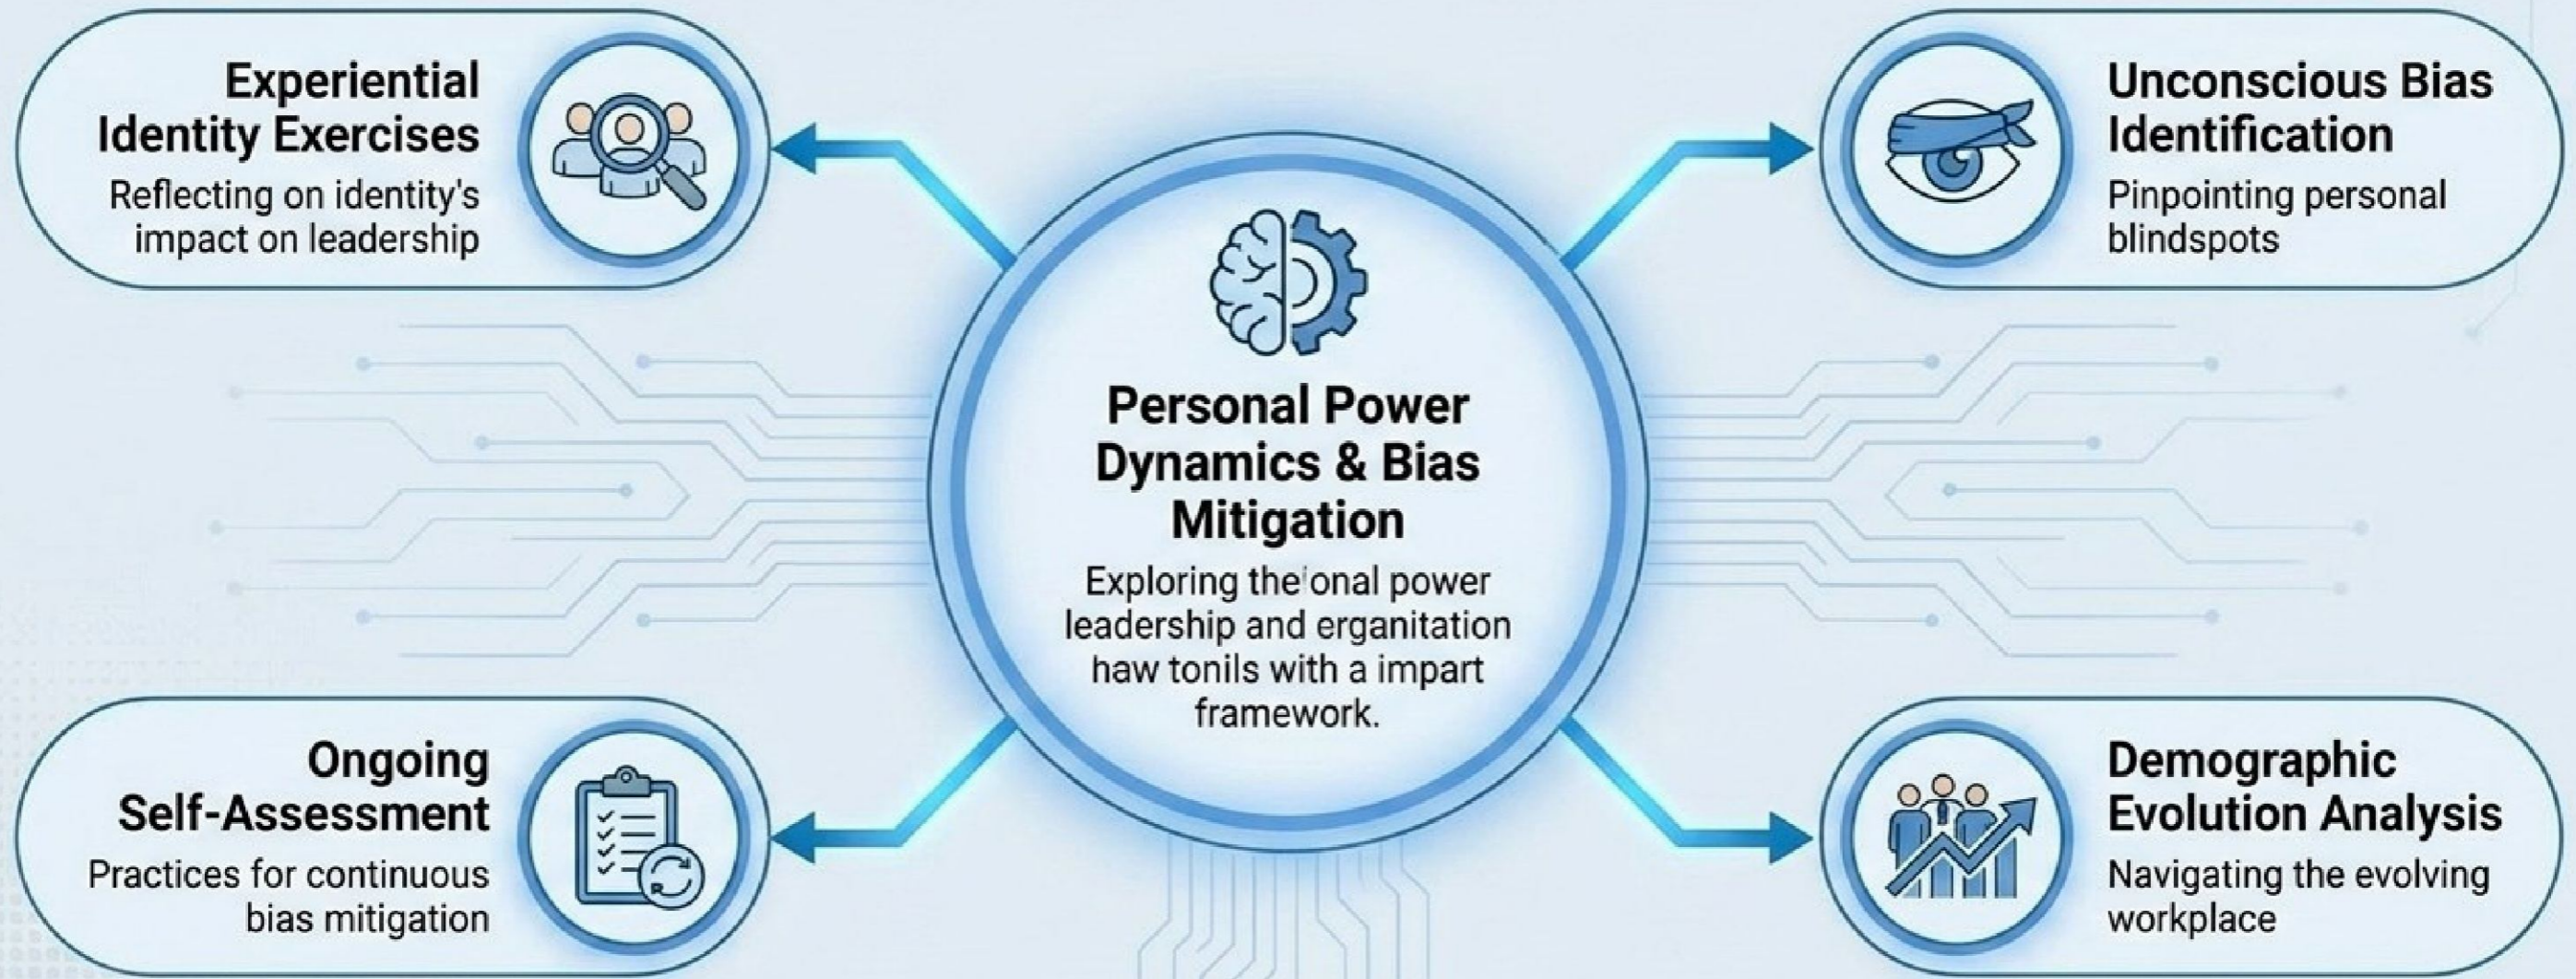 Experiential
Identity Exercises
Reflecting on identity's
impact on leadership
Unconscious Bias
Identification
Pinpointing personal
blindspots
Personal Power
Dynamics & Bias
Mitigation
Exploring the'onal power
leadership and erganitation
haw tonils with a impart
framework.
Ongoing
Self-Assessment
Practices for continuous
bias mitigation
Demographic
Evolution Analysis
Navigating the evolving
workplace